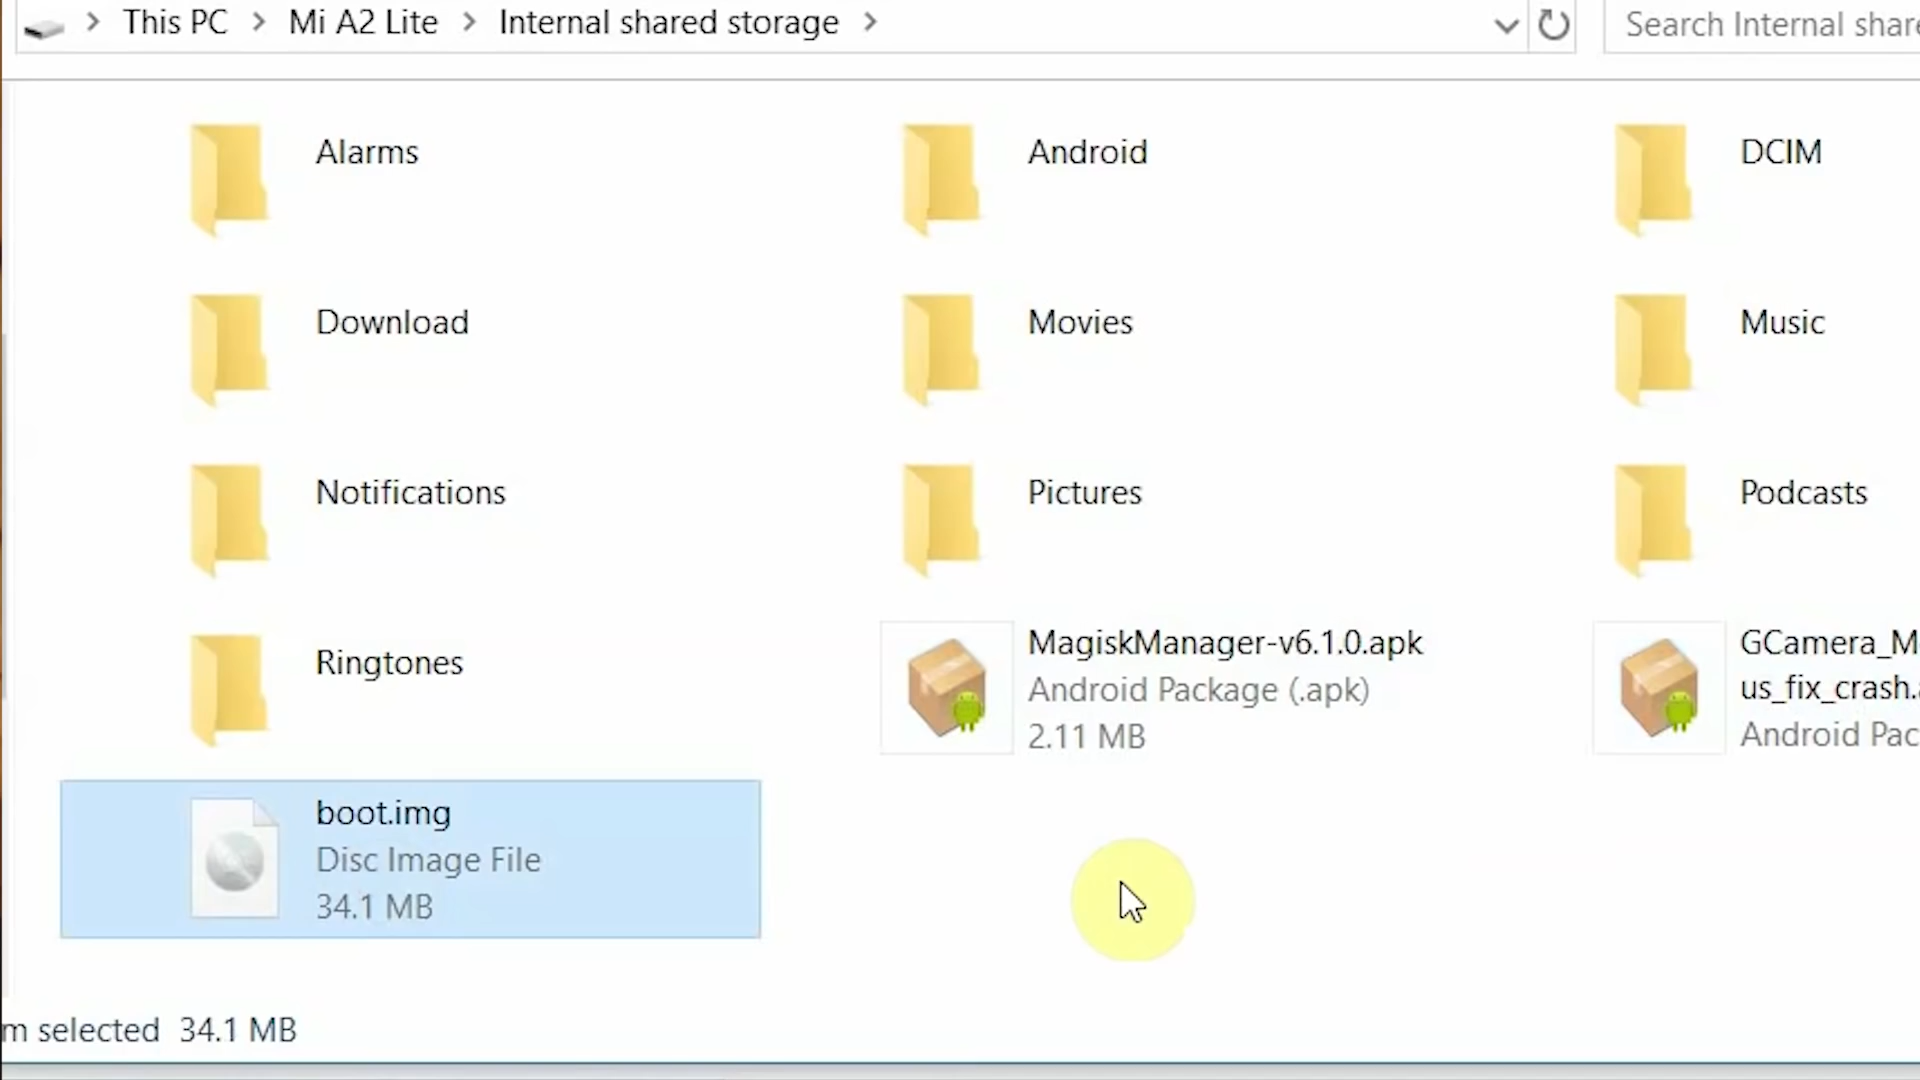 This PC > Mi A2 Lite > Internal shared storage >
Search Internal
Alarms
Android
DCIM
Download
Movies
Music
Notifications
Pictures
Podcasts
Ringtones
MagiskManager-v6.1.0.apk
Android Package (.apk)
2.11 MB
GCamera_M
us_fix_crash.
Android
boot.img
Disc Image File
34.1 MB
selected 34.1 MB